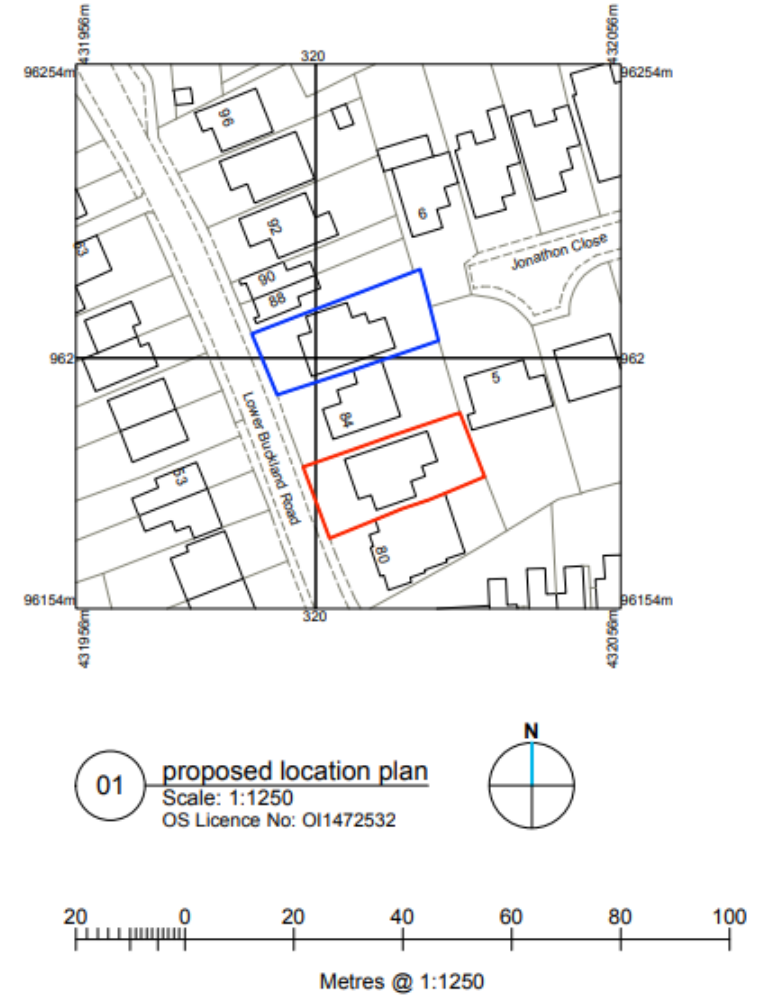 431956m
320
432056m
96254m
96254m
96
92
6
Jonathon Close
63
90
88
962
962
84
5
Lower Buckland Road
53
80
96154m
96154m
431956m
320
432056m
01
proposed location plan
Scale: 1:1250
OS Licence No: OI1472532
N
20 0 20 40 60 80 100
Metres @ 1:1250